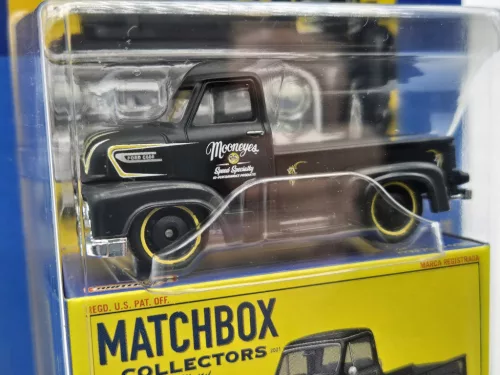 FORD COE
Mooneyes
Speed Specialty
REGD. U.S. PAT. OFF.
MARCA REGISTRADA
MATCHBOX
COLLECTORS